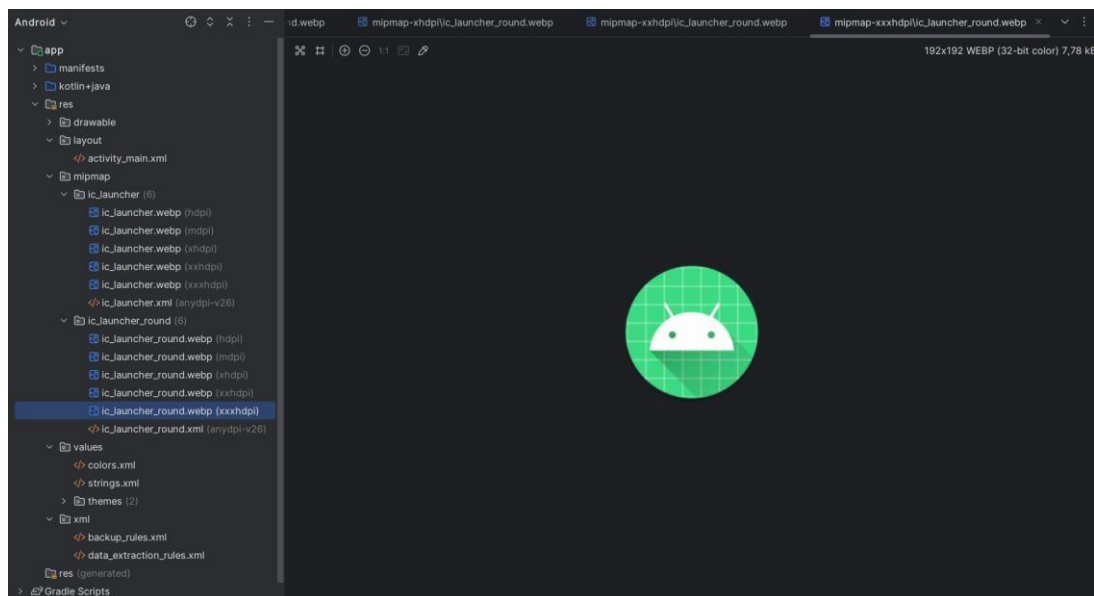 Android
nd.webp
mipmap-xhdpi\ic_launcher_round.webp
mipmap-xxhdpi\ic_launcher_round.webp
mipmap-xxxhdpi\ic_launcher_round.webp
1:1
192x192 WEBP (32-bit color) 7,78 kB
app
manifests
kotlin+java
res
drawable
layout
activity_main.xml
mipmap
ic_launcher (6)
ic_launcher.webp (hdpi)
ic_launcher.webp (mdpi)
ic_launcher.webp (xhdpi)
ic_launcher.webp (xxhdpi)
ic_launcher.webp (xxxhdpi)
ic_launcher.xml (anydpi-v26)
ic_launcher_round (6)
ic_launcher_round.webp (hdpi)
ic_launcher_round.webp (mdpi)
ic_launcher_round.webp (xhdpi)
ic_launcher_round.webp (xxhdpi)
ic_launcher_round.webp (xxxhdpi)
ic_launcher_round.xml (anydpi-v26)
values
colors.xml
strings.xml
themes (2)
xml
backup_rules.xml
data_extraction_rules.xml
res (generated)
Gradle Scripts